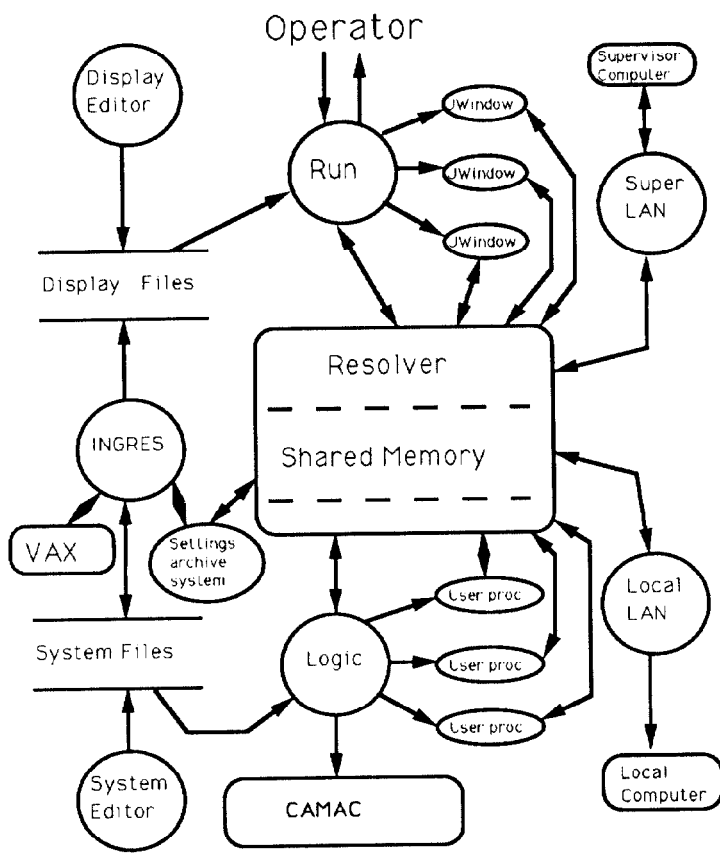 Operator
Display
Editor
Supervisor
Computer
JWindow
Run
JWindow
Super
LAN
JWindow
Display Files
Resolver
INGRES
Shared Memory
VAX
Settings
archive
system
User proc
Local
LAN
System Files
Logic
User proc
User proc
System
Editor
CAMAC
Local
Computer